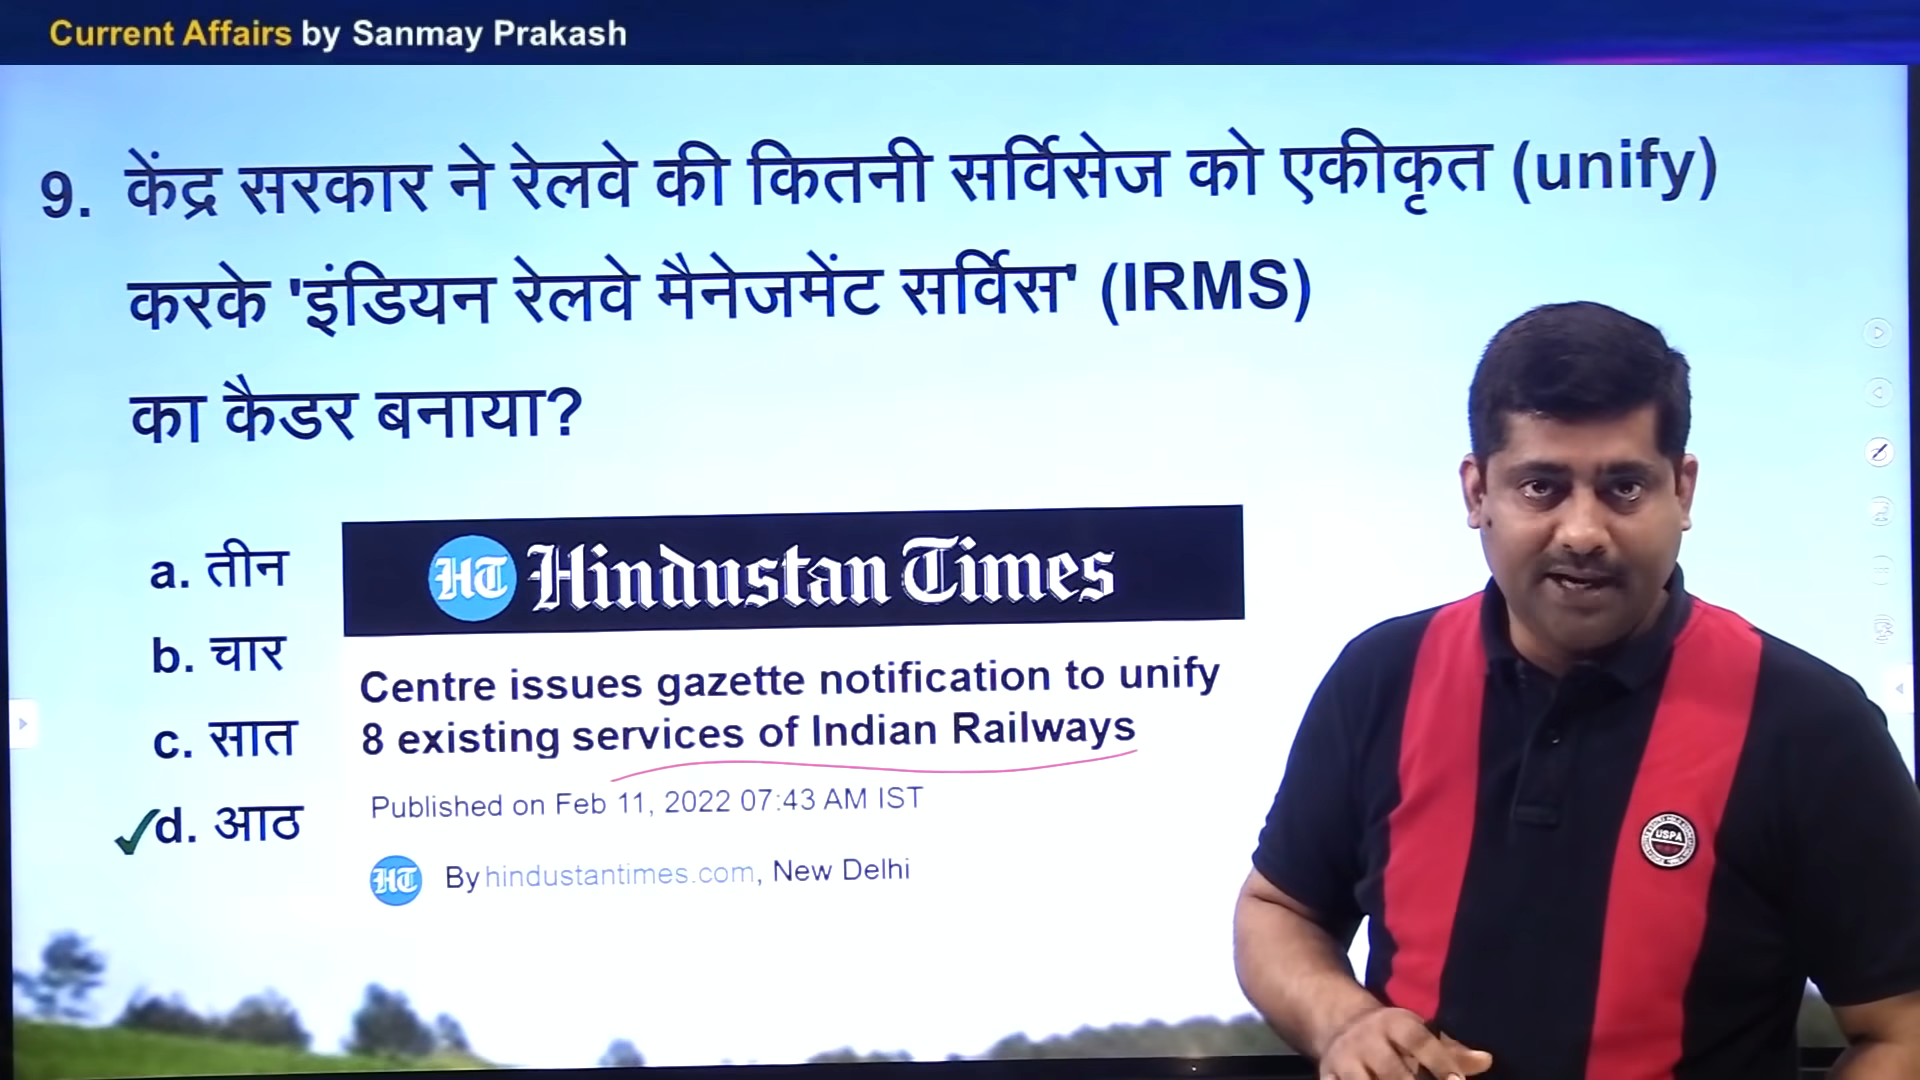 Current Affairs by Sanmay Prakash
9. केंद्र सरकार ने रेलवे की कितनी सर्विसेज को एकीकृत (unify)
करके 'इंडियन रेलवे मैनेजमेंट सर्विस' (IRMS)
का कैडर बनाया?
a. तीन
b. चार
c. सात
d. आठ
HT Hindustan Times
Centre issues gazette notification to unify
8 existing services of Indian Railways
Published on Feb 11, 2022 07:43 AM IST
HT By hindustantimes.com, New Delhi
USPA